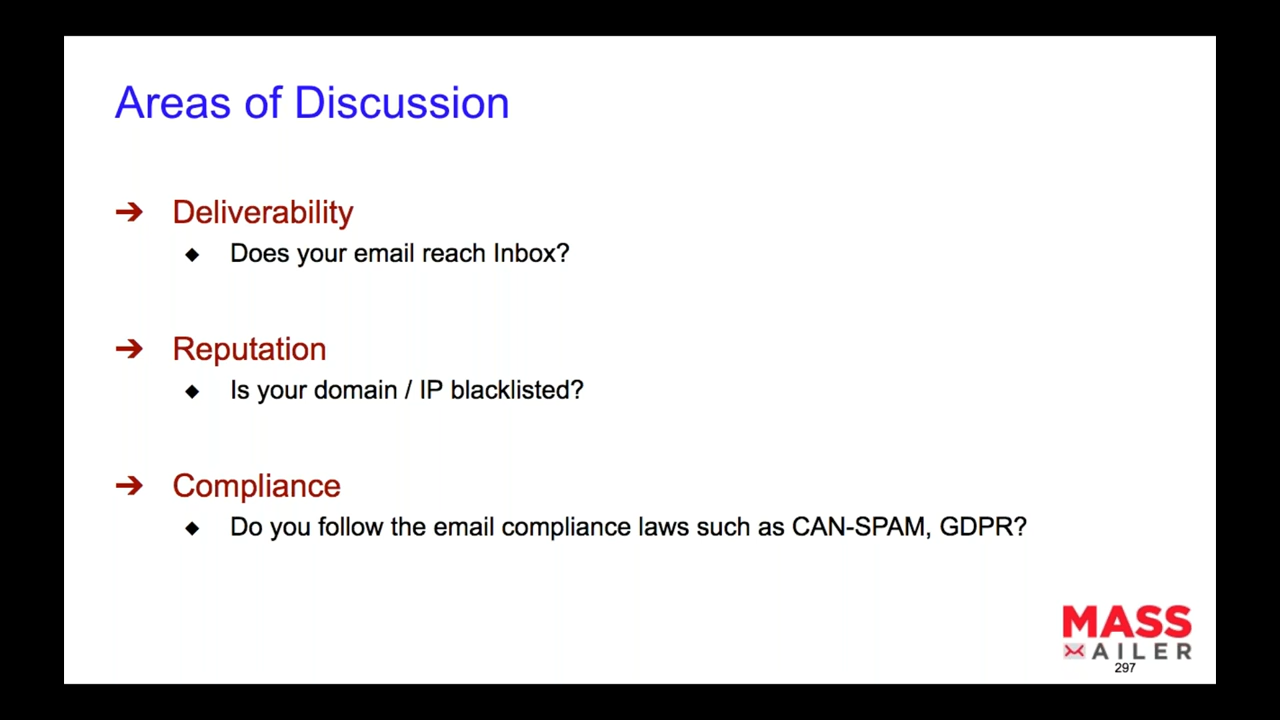 Areas of Discussion
➔ Deliverability
◆ Does your email reach Inbox?
➔ Reputation
◆ Is your domain / IP blacklisted?
➔ Compliance
◆ Do you follow the email compliance laws such as CAN-SPAM, GDPR?
MASS
AILER
297